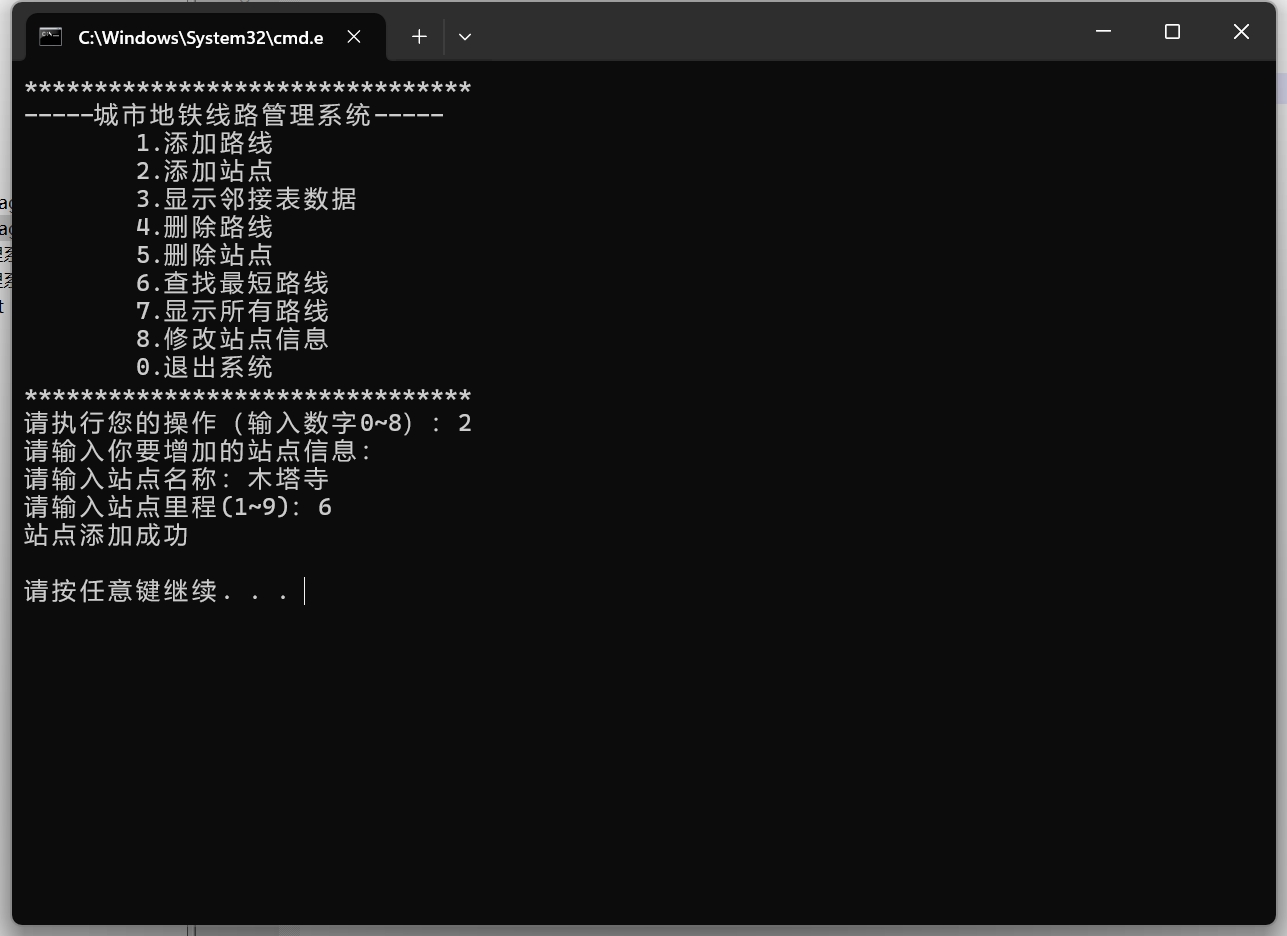 C:\Windows\System32\cmd.e
********************************
-----城市地铁线路管理系统-----
1.添加路线
2.添加站点
3.显示邻接表数据
4.删除路线
5.删除站点
6.查找最短路线
7.显示所有路线
8.修改站点信息
0.退出系统
********************************
请执行您的操作（输入数字0~8）：2
请输入你要增加的站点信息：
请输入站点名称：木塔寺
请输入站点里程(1~9)：6
站点添加成功
请按任意键继续. . .